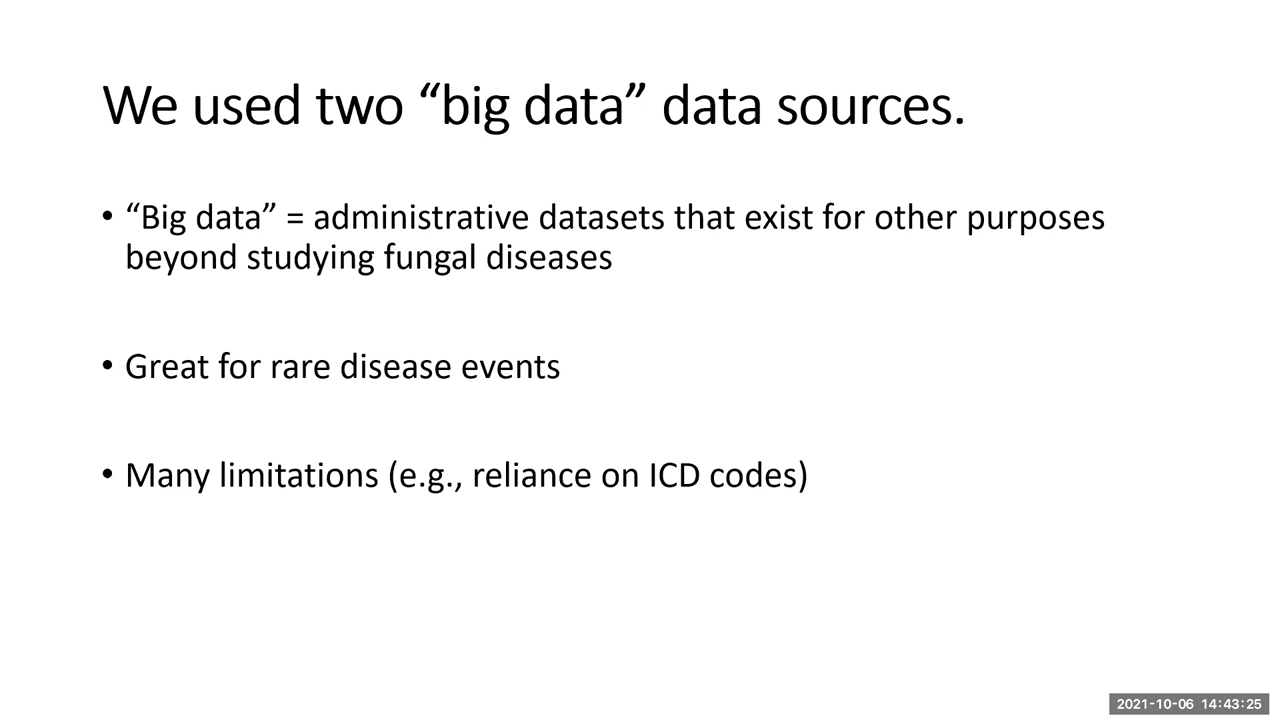 We used two “big data” data sources.
• “Big data” = administrative datasets that exist for other purposes
beyond studying fungal diseases
• Great for rare disease events
• Many limitations (e.g., reliance on ICD codes)
2021-10-06 14:43:25